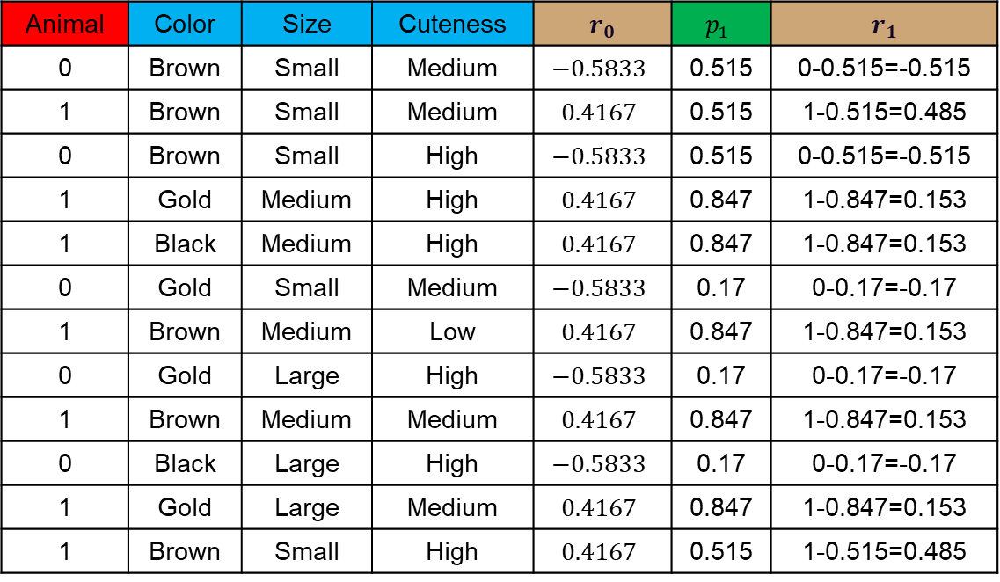 Animal Color Size Cuteness r₀ p₁ r₁
0 Brown Small Medium −0.5833 0.515 0-0.515=-0.515
1 Brown Small Medium 0.4167 0.515 1-0.515=0.485
0 Brown Small High −0.5833 0.515 0-0.515=-0.515
1 Gold Medium High 0.4167 0.847 1-0.847=0.153
1 Black Medium High 0.4167 0.847 1-0.847=0.153
0 Gold Small Medium −0.5833 0.17 0-0.17=-0.17
1 Brown Medium Low 0.4167 0.847 1-0.847=0.153
0 Gold Large High −0.5833 0.17 0-0.17=-0.17
1 Brown Medium Medium 0.4167 0.847 1-0.847=0.153
0 Black Large High −0.5833 0.17 0-0.17=-0.17
1 Gold Large Medium 0.4167 0.847 1-0.847=0.153
1 Brown Small High 0.4167 0.515 1-0.515=0.485